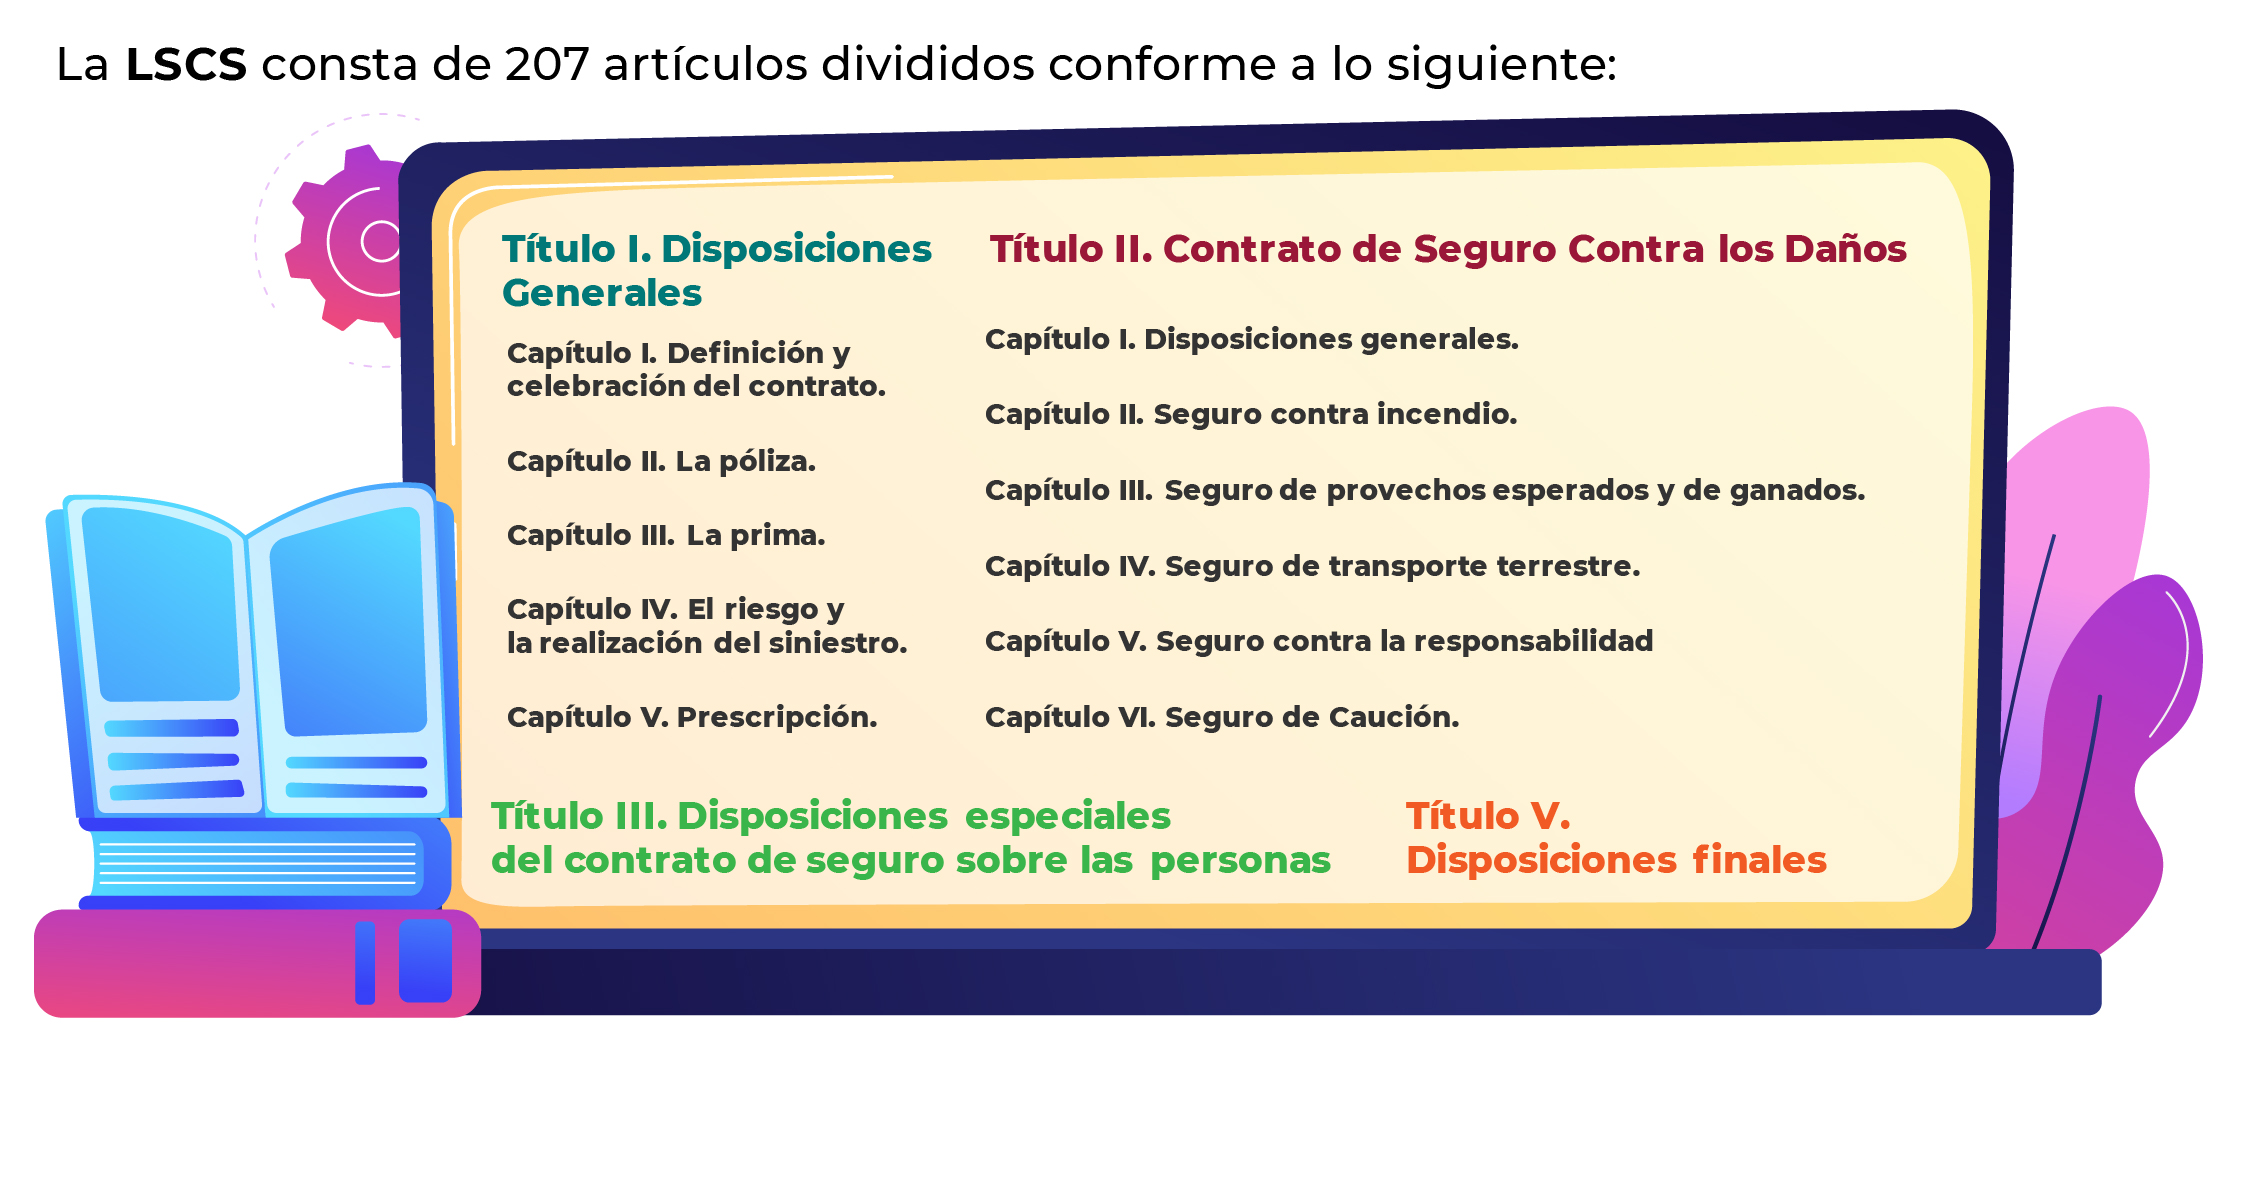 La LSCS consta de 207 artículos divididos conforme a lo siguiente:
Título I. Disposiciones
Generales
Capítulo I. Definición y
celebración del contrato.
Capítulo II. La póliza.
Capítulo III. La prima.
Capítulo IV. El riesgo y
la realización del siniestro.
Capítulo V. Prescripción.
Título II. Contrato de Seguro Contra los Daños
Capítulo I. Disposiciones generales.
Capítulo II. Seguro contra incendio.
Capítulo III. Seguro de provechos esperados y de ganados.
Capítulo IV. Seguro de transporte terrestre.
Capítulo V. Seguro contra la responsabilidad
Capítulo VI. Seguro de Caución.
Título III. Disposiciones especiales
del contrato de seguro sobre las personas
Título V.
Disposiciones finales